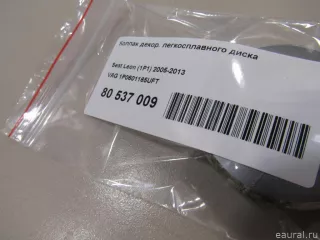 Колпак декор. легкосплавного диска
Seat Leon (1P1) 2005-2013
VAG 1P0601165UFT
80 537 009
eaural.ru